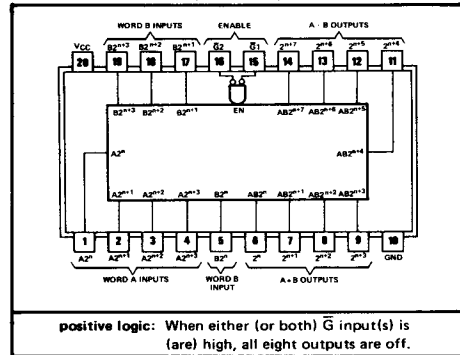 WORD B INPUTS ENABLE A · B OUTPUTS
VCC B2ⁿ⁺³ B2ⁿ⁺² B2ⁿ⁺¹ G̅2 G̅1 2ⁿ⁺⁷ 2ⁿ⁺⁶ 2ⁿ⁺⁵ 2ⁿ⁺⁴
20 19 18 17 16 15 14 13 12 11
B2ⁿ⁺³ B2ⁿ⁺² B2ⁿ⁺¹ EN AB2ⁿ⁺⁷ AB2ⁿ⁺⁶ AB2ⁿ⁺⁵
A2ⁿ AB2ⁿ⁺⁴
A2ⁿ⁺¹ A2ⁿ⁺² A2ⁿ⁺³ B2ⁿ AB2ⁿ AB2ⁿ⁺¹ AB2ⁿ⁺² AB2ⁿ⁺³
1 2 3 4 5 6 7 8 9 10
A2ⁿ A2ⁿ⁺¹ A2ⁿ⁺² A2ⁿ⁺³ B2ⁿ 2ⁿ 2ⁿ⁺¹ 2ⁿ⁺² 2ⁿ⁺³ GND
WORD A INPUTS WORD B INPUT A • B OUTPUTS
positive logic: When either (or both) G̅ input(s) is
(are) high, all eight outputs are off.